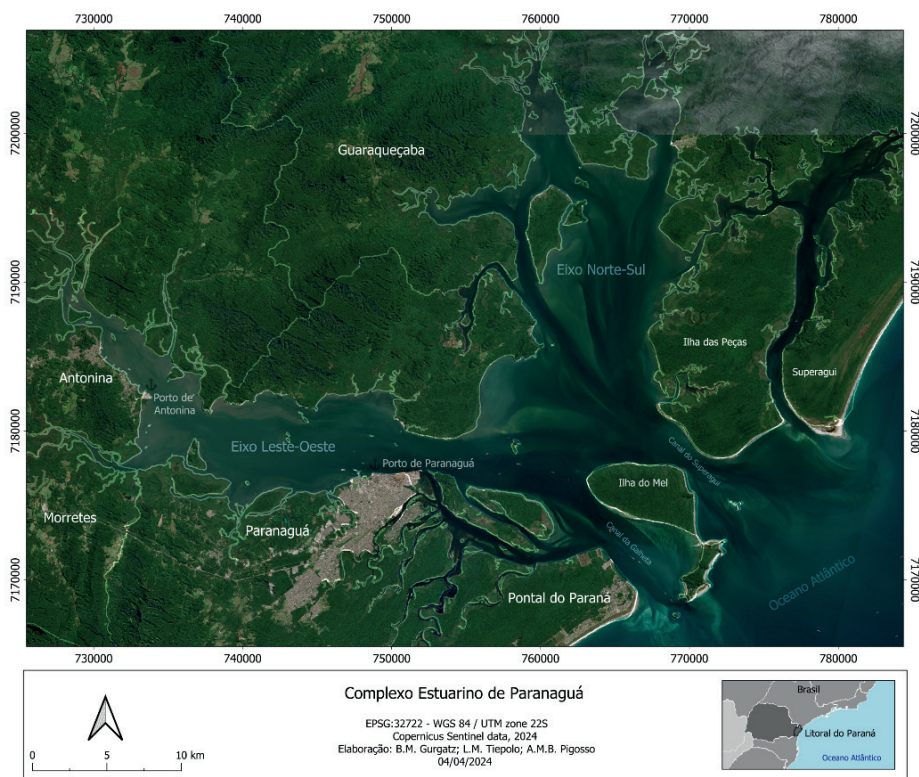 730000 740000 750000 760000 770000 780000
7200000
7200000
Guaraqueçaba
Eixo Norte-Sul
7190000
7190000
Ilha das Peças
Superagui
Antonina
Porto de
Antonina
7180000
7180000
Eixo Leste-Oeste
Canal do Superagui
Porto de Paranaguá
Ilha do Mel
Morretes
Paranaguá
Canal da Galheta
7170000
7170000
Pontal do Paraná
Oceano Atlântico
730000 740000 750000 760000 770000 780000
Complexo Estuarino de Paranaguá
EPSG:32722 - WGS 84 / UTM zone 22S
Copernicus Sentinel data, 2024
Elaboração: B.M. Gurgatz; L.M. Tiepolo; A.M.B. Pigosso
04/04/2024
0 5 10 km
Brasil
Litoral do Paraná
Oceano Atlântico